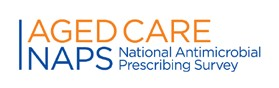 AGED CARE
NAPS National Antimicrobial
Prescribing Survey